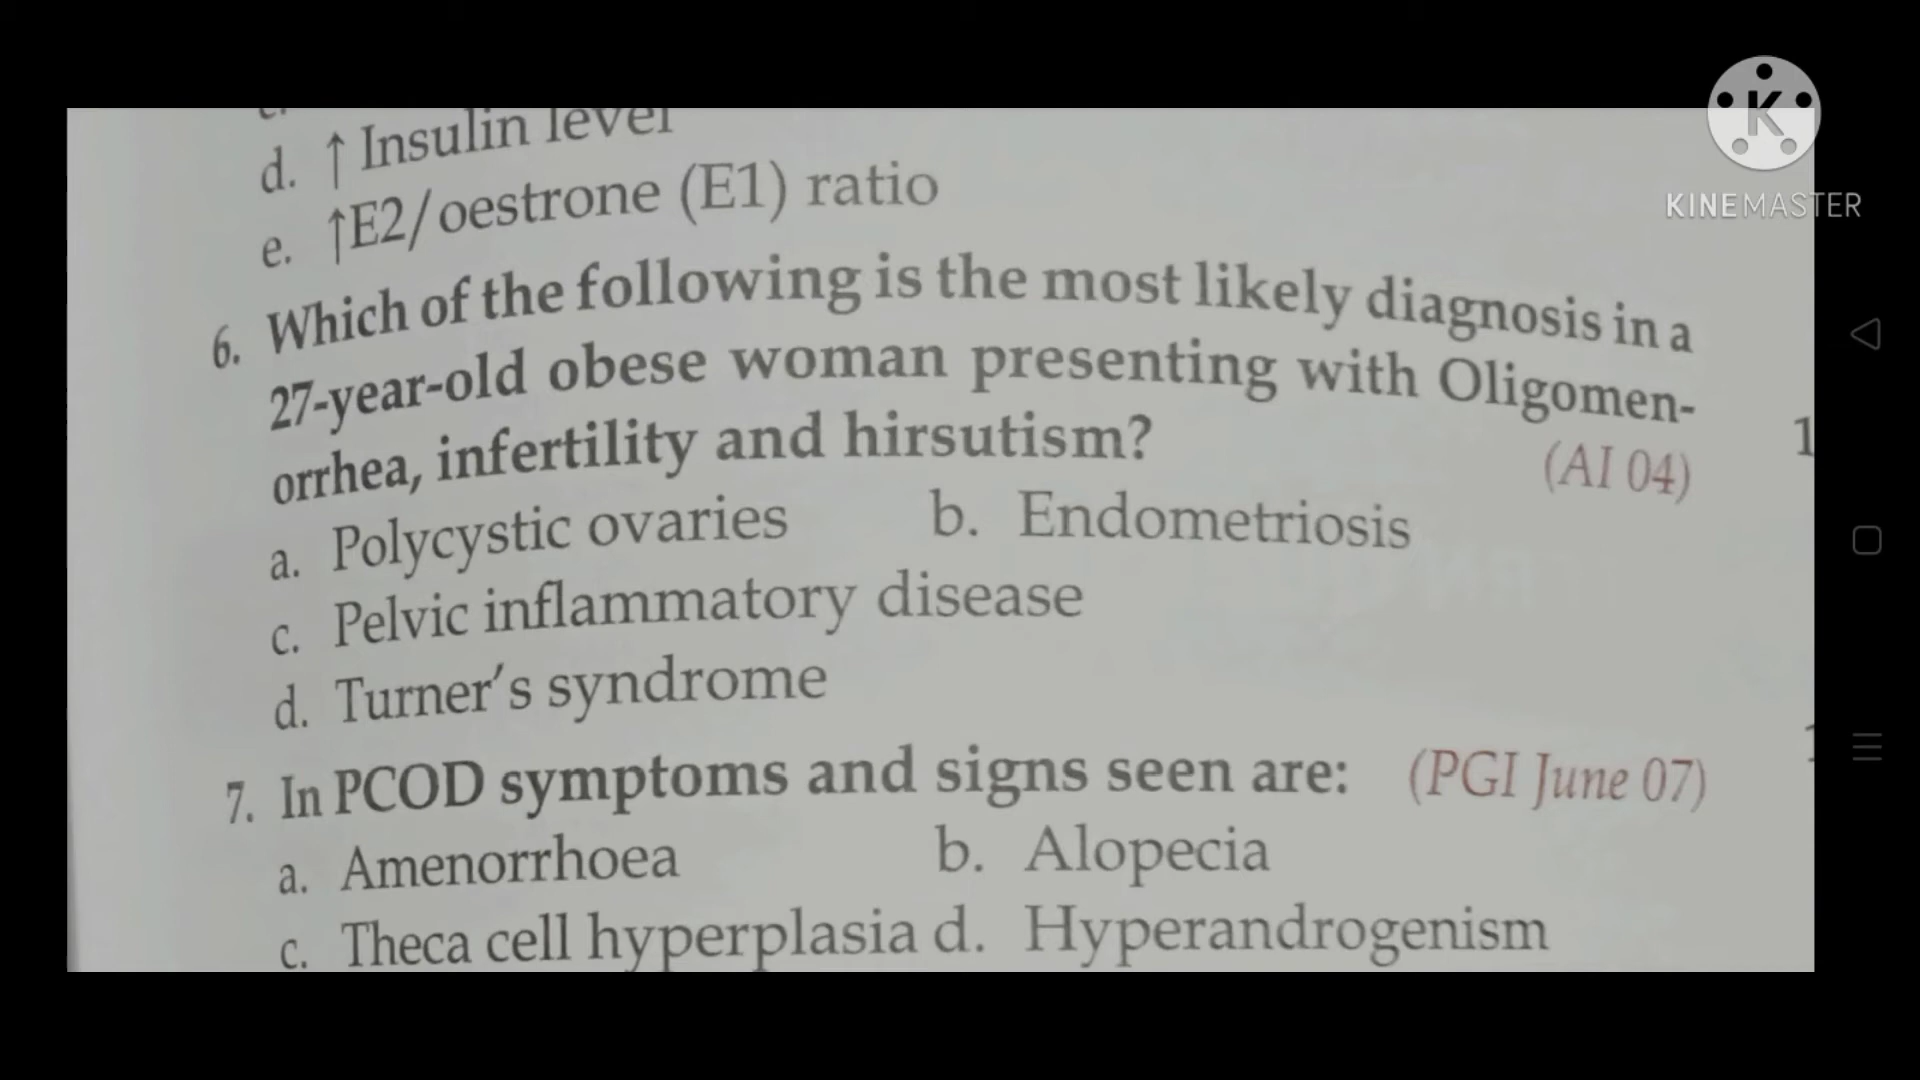 d. ↑ Insulin level
e. ↑E2/oestrone (E1) ratio
6. Which of the following is the most likely diagnosis in a
27-year-old obese woman presenting with Oligomen-
orrhea, infertility and hirsutism?
(AI 04)
a. Polycystic ovaries b. Endometriosis
c. Pelvic inflammatory disease
d. Turner's syndrome
7. In PCOD symptoms and signs seen are: (PGI June 07)
a. Amenorrhoea b. Alopecia
c. Theca cell hyperplasia d. Hyperandrogenism
K
KINEMASTER
1